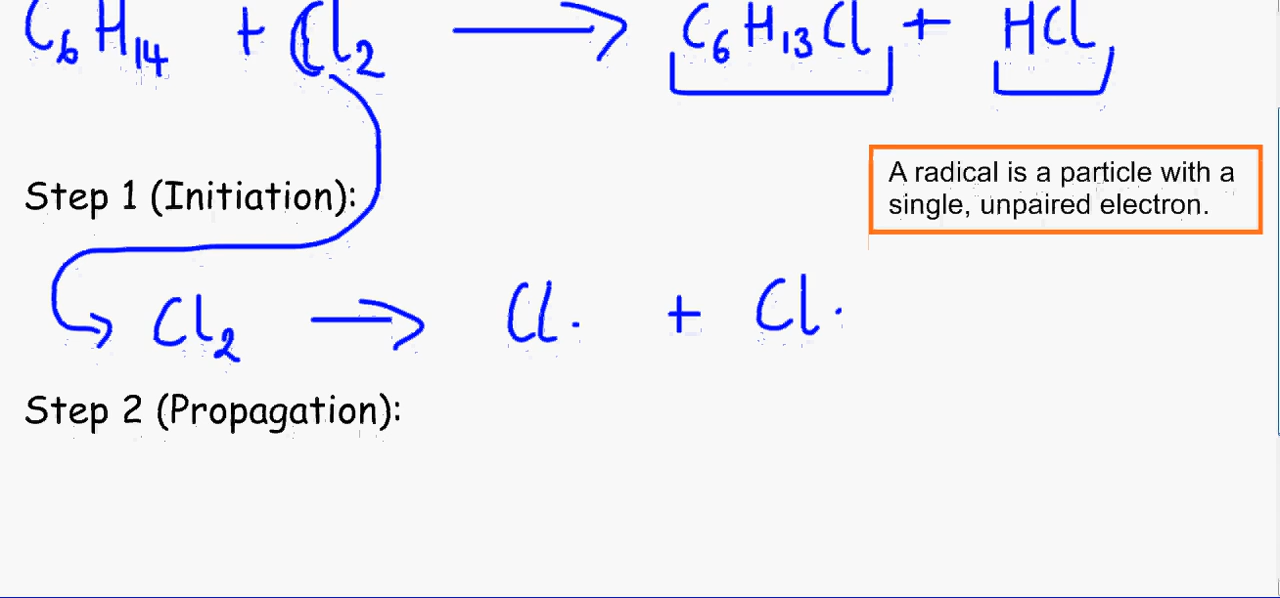 C₆H₁₄ + Cl₂ → C₆H₁₃Cl + HCl
A radical is a particle with a
single, unpaired electron.
Step 1 (Initiation):
Cl₂ → Cl· + Cl·
Step 2 (Propagation):